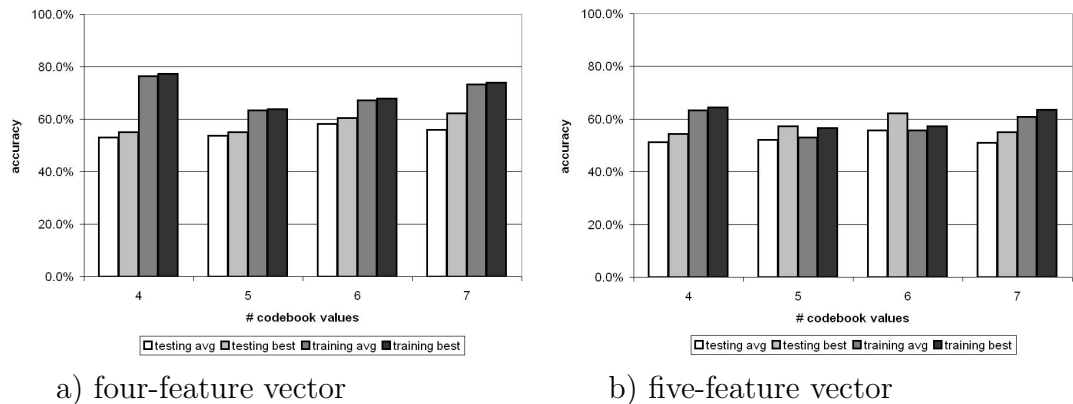 100.0%
80.0%
60.0%
40.0%
20.0%
0.0%
accuracy
4 5 6 7
# codebook values
testing avg testing best training avg training best
a) four-feature vector
100.0%
80.0%
60.0%
40.0%
20.0%
0.0%
accuracy
4 5 6 7
# codebook values
testing avg testing best training avg training best
b) five-feature vector